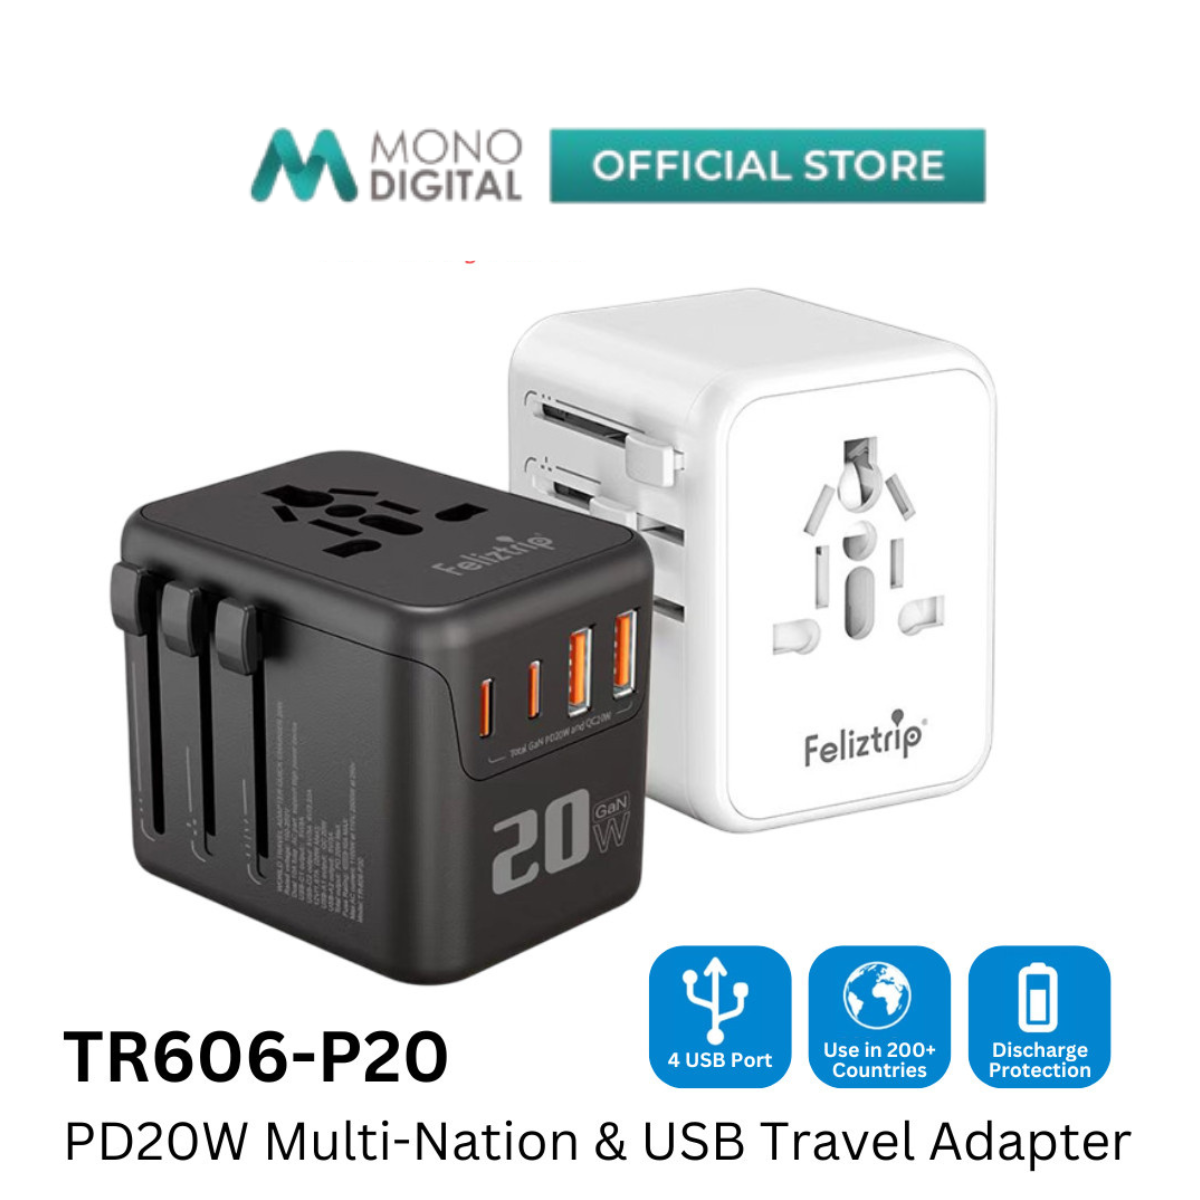 MONO
DIGITAL
OFFICIAL STORE
Feliztrip
Feliztrip®
Total GaN PD20W and QC20W
20
GaN
W
4 USB Port
Use in 200+
Countries
Discharge
Protection
TR606-P20
PD20W Multi-Nation & USB Travel Adapter